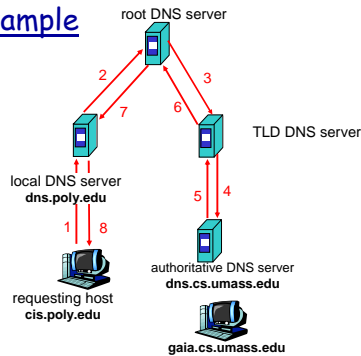 ample
root DNS server
2
3
7
6
TLD DNS server
local DNS server
dns.poly.edu
5
4
1
8
authoritative DNS server
dns.cs.umass.edu
requesting host
cis.poly.edu
gaia.cs.umass.edu